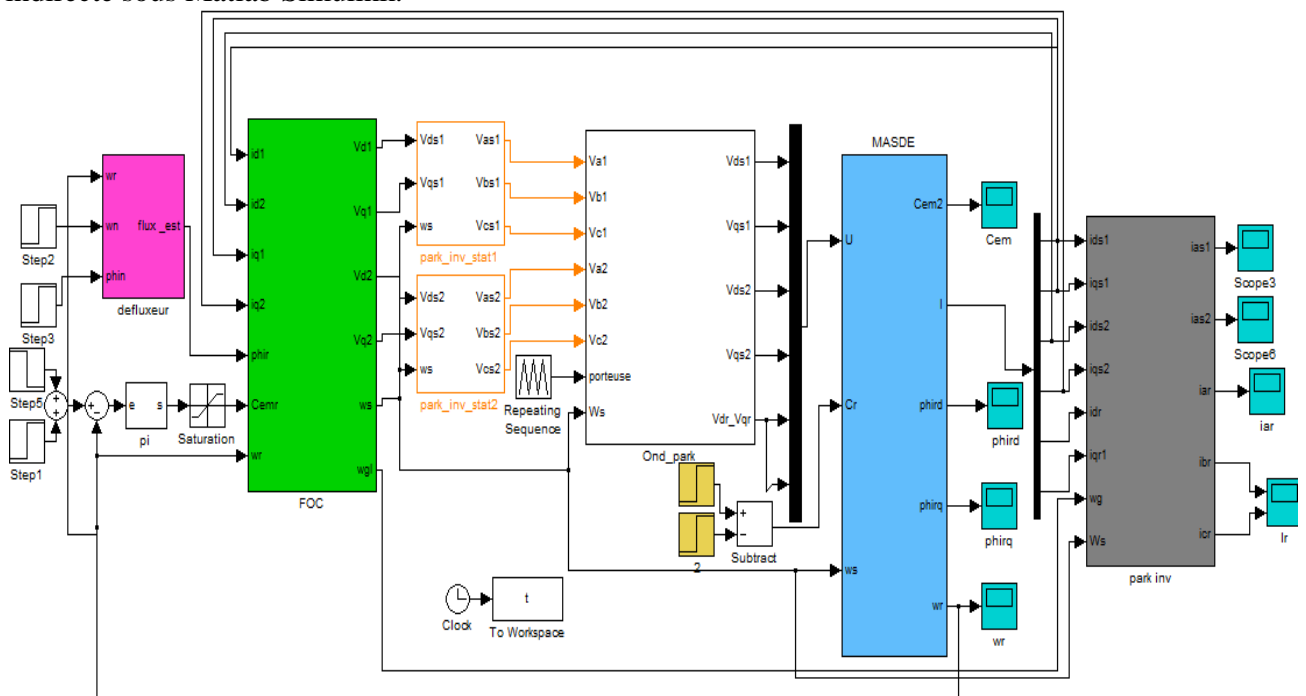 indirecte sous Matlab Simulink.
Step2
Step3
Step5
Step1
wr
wn
phin
flux _est
defluxeur
e
s
pi
Saturation
id1
id2
iq1
iq2
phir
Cemr
wr
Vd1
Vq1
Vd2
Vq2
ws
wgl
FOC
Vds1
Vqs1
ws
Vas1
Vbs1
Vcs1
park_inv_stat1
Vds2
Vqs2
ws
Vas2
Vbs2
Vcs2
park_inv_stat2
Repeating
Sequence
Clock
t
To Workspace
Va1
Vb1
Vc1
Va2
Vb2
Vc2
porteuse
Ws
Vds1
Vqs1
Vds2
Vqs2
Vdr_Vqr
Ond_park
2
Subtract
MASDE
U
Cr
ws
Cem2
I
phird
phirq
wr
Cem
phird
phirq
wr
ids1
iqs1
ids2
iqs2
idr
iqr1
wg
Ws
ias1
ias2
iar
ibr
icr
park inv
Scope3
Scope6
iar
Ir